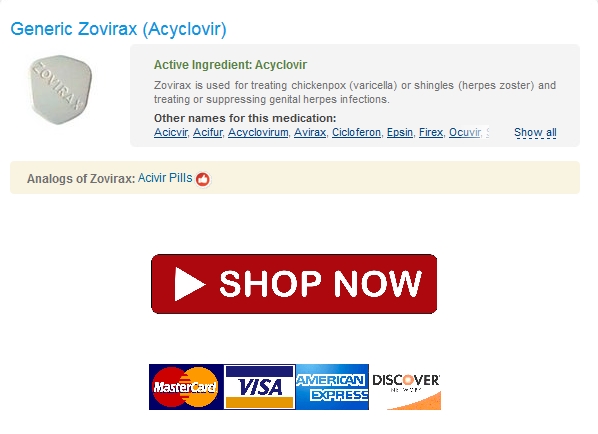 Generic Zovirax (Acyclovir)
ZOVIRAX
Active Ingredient: Acyclovir
Zovirax is used for treating chickenpox (varicella) or shingles (herpes zoster) and
treating or suppressing genital herpes infections.
Other names for this medication:
Acicvir, Acifur, Acyclovirum, Avirax, Cicloferon, Epsin, Firex, Ocuvir, Show all
Analogs of Zovirax: Acivir Pills
SHOP NOW
MasterCard VISA AMERICAN EXPRESS DISCOVER NETWORK